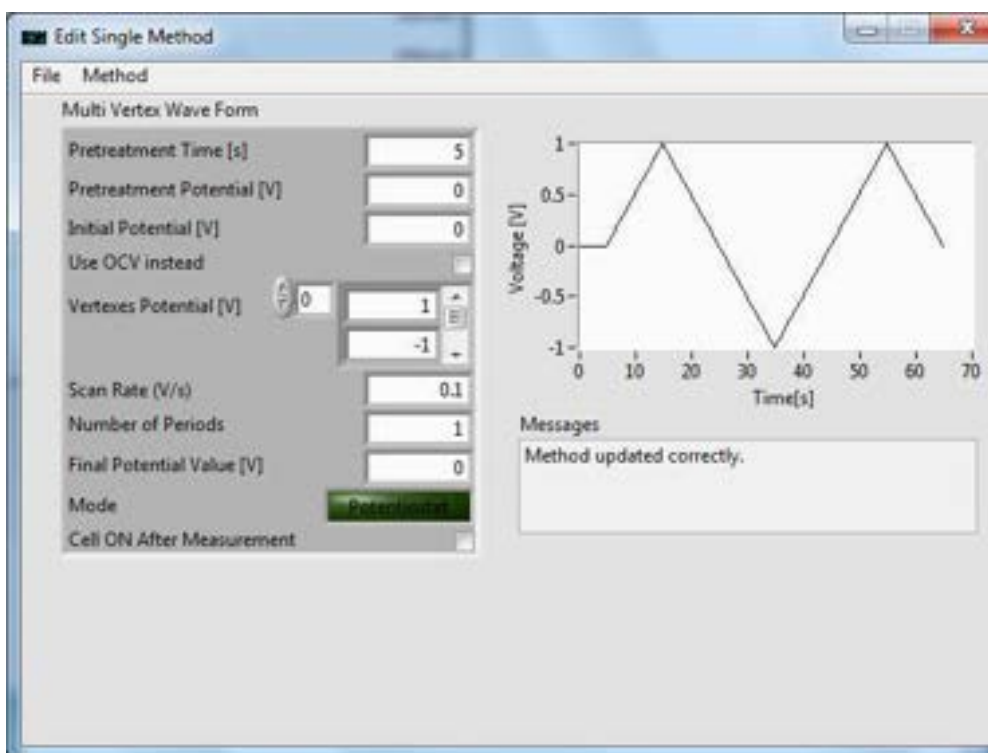 Edit Single Method
File Method
Multi Vertex Wave Form
Pretreatment Time [s] 5
Pretreatment Potential [V] 0
Initial Potential [V] 0
Use OCV instead
Vertexes Potential [V] 0 1
-1
Scan Rate (V/s) 0.1
Number of Periods 1
Final Potential Value [V] 0
Mode Potentiostat
Cell ON After Measurement
Voltage [V]
1
0.5
0
-0.5
-1
0 10 20 30 40 50 60 70
Time[s]
Messages
Method updated correctly.